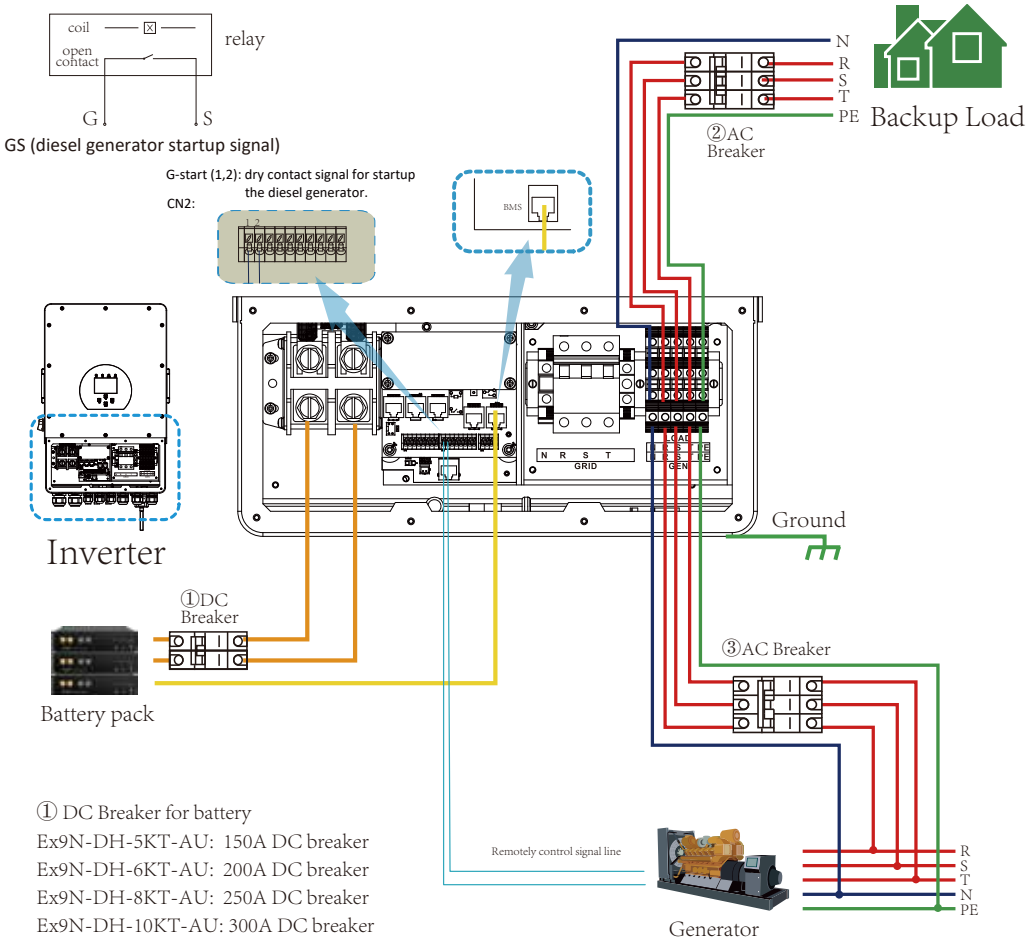 coil
X
relay
open
contact
G
S
GS (diesel generator startup signal)
G-start (1,2): dry contact signal for startup
the diesel generator.
CN2:
1 2
BMS
N
R
S
T
PE
Backup Load
②AC
Breaker
LOAD
N R S T PE
N R S T
GRID
N R S T PE
GEN
Ground
Inverter
①DC
Breaker
Battery pack
③AC Breaker
① DC Breaker for battery
Ex9N-DH-5KT-AU: 150A DC breaker
Ex9N-DH-6KT-AU: 200A DC breaker
Ex9N-DH-8KT-AU: 250A DC breaker
Ex9N-DH-10KT-AU: 300A DC breaker
Remotely control signal line
Generator
R
S
T
N
PE